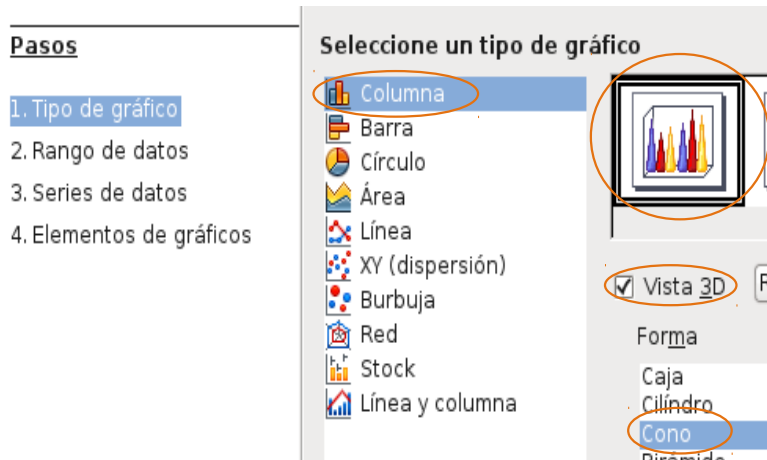 Pasos
1. Tipo de gráfico
2. Rango de datos
3. Series de datos
4. Elementos de gráficos
Seleccione un tipo de gráfico
Columna
Barra
Círculo
Área
Línea
XY (dispersión)
Burbuja
Red
Stock
Línea y columna
Vista 3D
Forma
Caja
Cilíndro
Cono
Pirámide